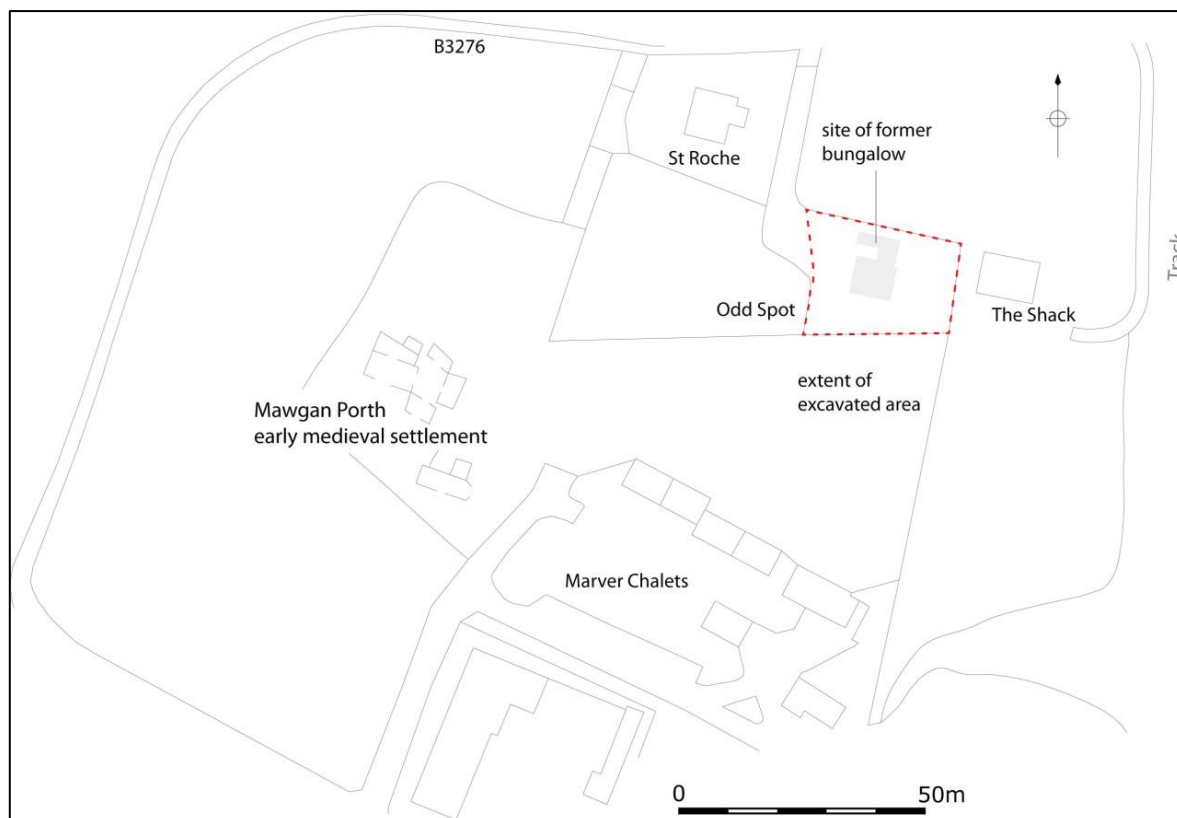 B3276
site of former
bungalow
St Roche
Track
Odd Spot
The Shack
extent of
excavated area
Mawgan Porth
early medieval settlement
Marver Chalets
0
50m